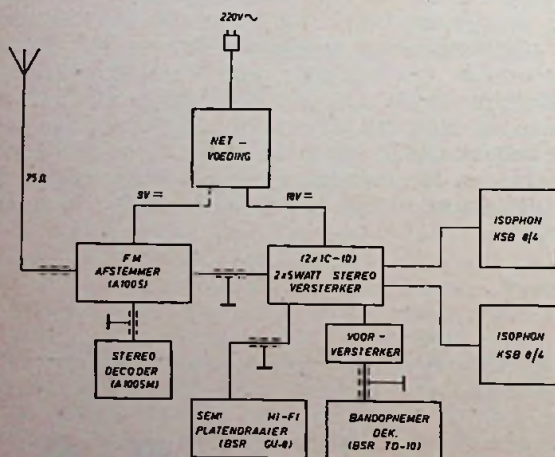 220V~
NET-
VOEDING
75Ω
9V=
18V=
FM
AFSTEMMER
(A1005)
(2x IC-10)
2x5WATT STEREO
VERSTERKER
ISOPHON
KSB 8/4
ISOPHON
KSB 8/4
STEREO
DECODER
(A1005M)
VOOR-
VERSTERKER
SEMI HI-FI
PLATENDRAAIER
(BSR GU-8)
BANDOPNEMER
DEK.
(BSR TD-10)